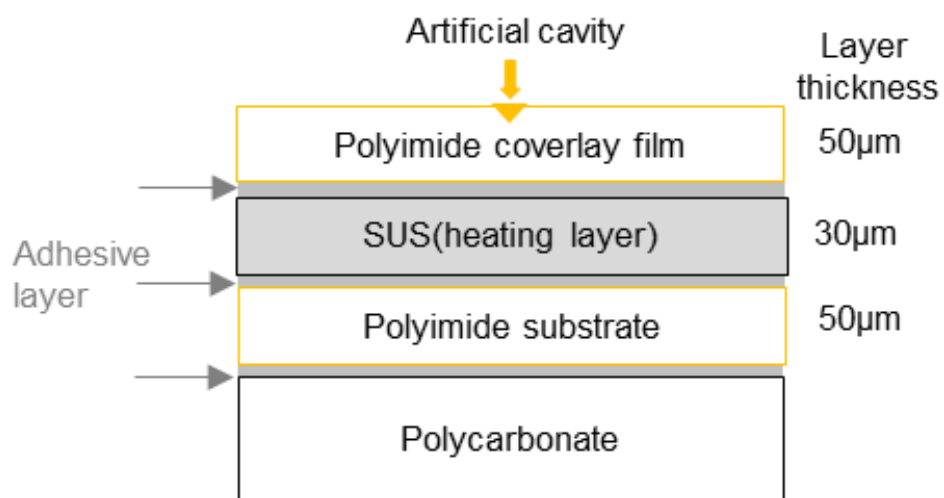 Artificial cavity
Layer
thickness
Polyimide coverlay film
50μm
SUS(heating layer)
30μm
Adhesive
layer
Polyimide substrate
50μm
Polycarbonate